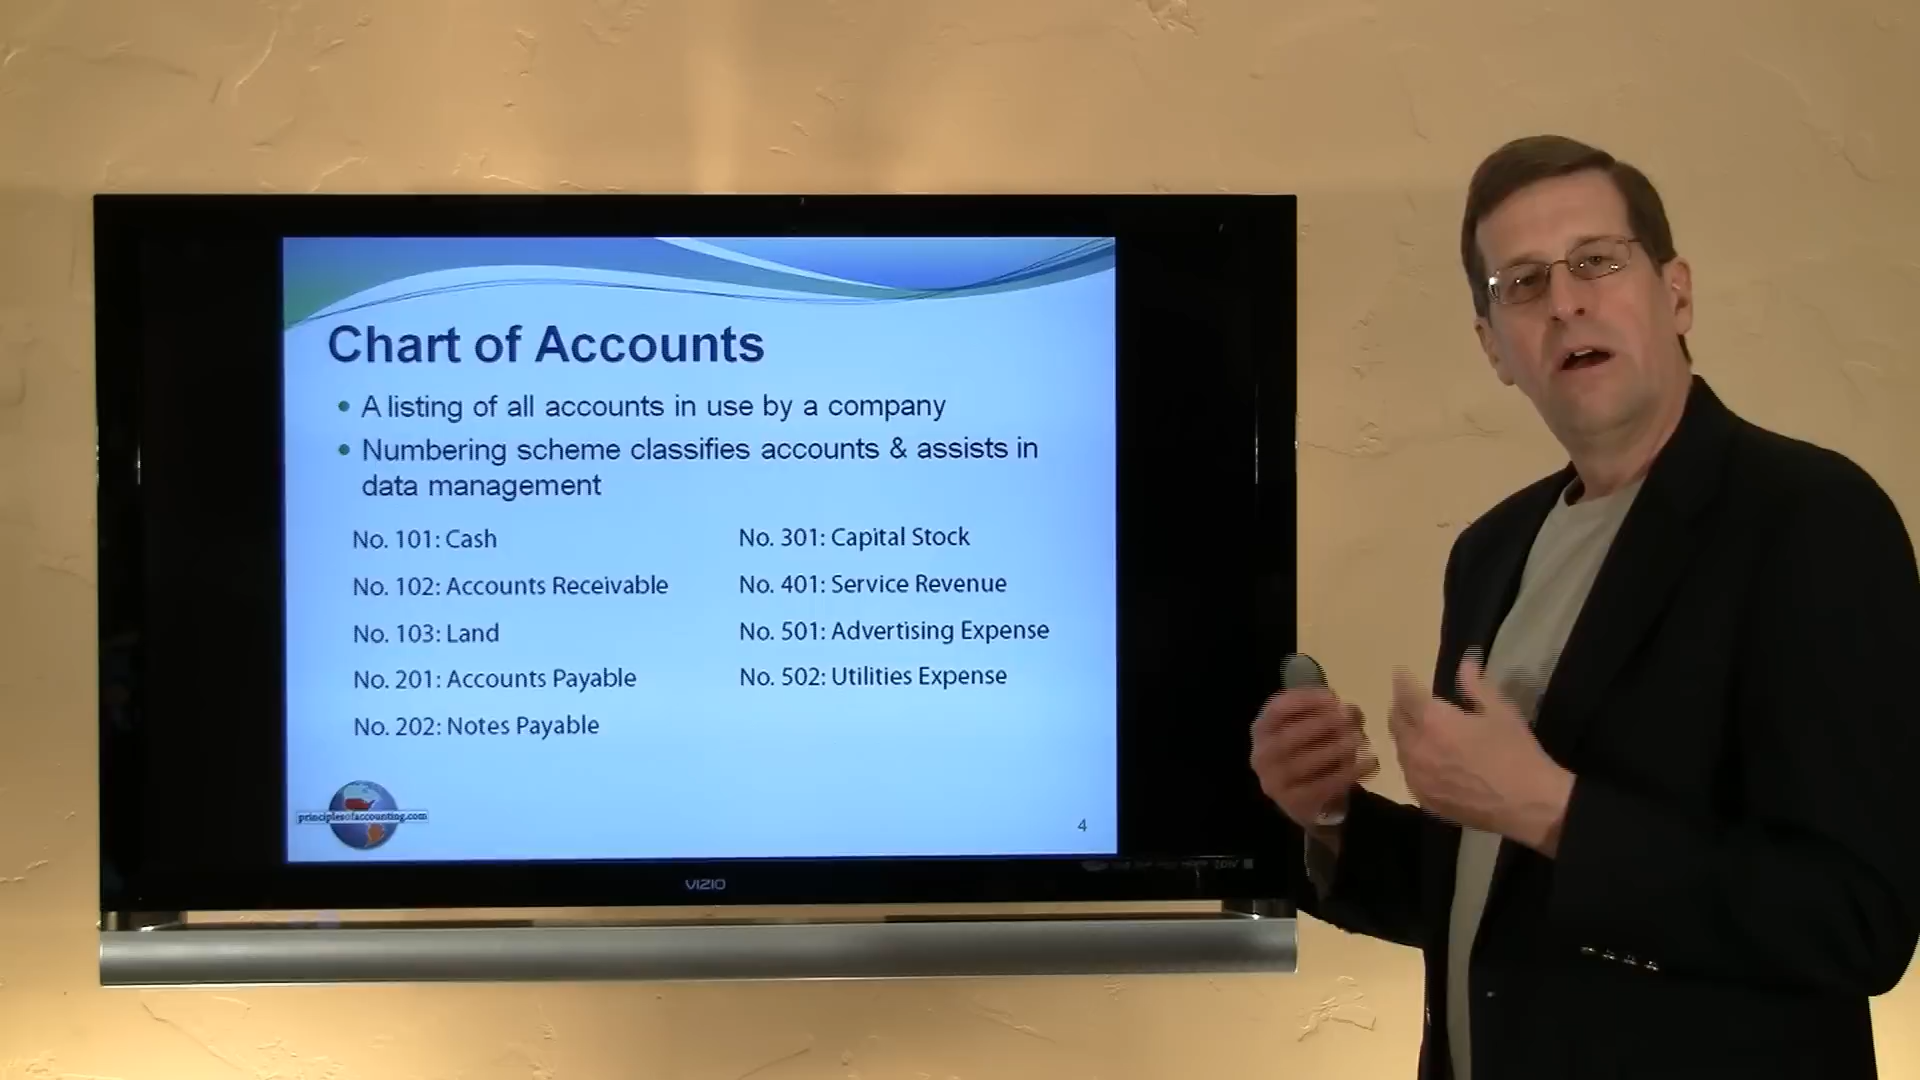 Chart of Accounts
• A listing of all accounts in use by a company
• Numbering scheme classifies accounts & assists in
data management
No. 101: Cash
No. 102: Accounts Receivable
No. 103: Land
No. 201: Accounts Payable
No. 202: Notes Payable
No. 301: Capital Stock
No. 401: Service Revenue
No. 501: Advertising Expense
No. 502: Utilities Expense
principlesofaccounting.com
4
VIZIO